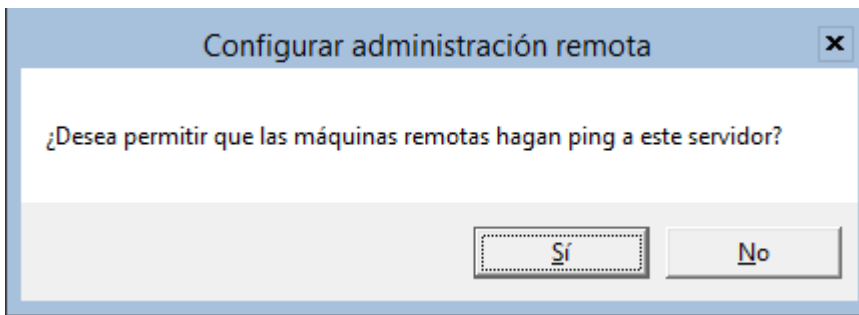 Configurar administración remota
¿Desea permitir que las máquinas remotas hagan ping a este servidor?
Sí
No